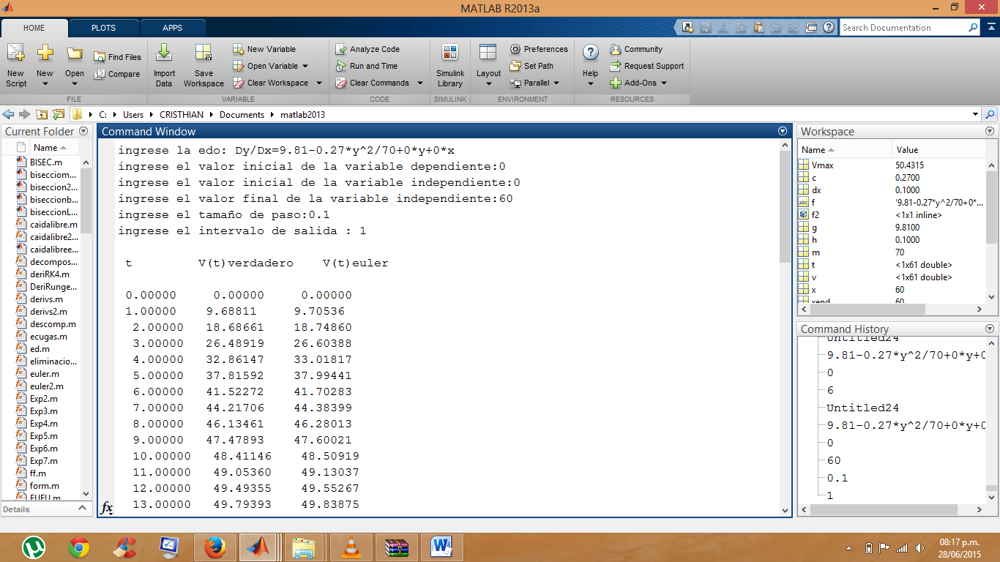 MATLAB R2013a
HOME PLOTS APPS
Search Documentation
New Script
New
Open
Find Files
Compare
Import Data
Save Workspace
New Variable
Open Variable
Clear Workspace
Analyze Code
Run and Time
Clear Commands
Simulink Library
Layout
Preferences
Set Path
Parallel
Help
Community
Request Support
Add-Ons
FILE VARIABLE CODE SIMULINK ENVIRONMENT RESOURCES
C: Users CRISTHIAN Documents matlab2013
Current Folder
Name
BISEC.m
bisecciom...
biseccion2...
biseccionb...
biseccionL...
caidalibre.m
caidalibre2...
caidalibree...
decompos...
deriRK4.m
DeriRunge...
derivs.m
derivs2.m
descomp.m
ecugas.m
ed.m
eliminacio...
euler.m
euler2.m
Exp2.m
Exp3.m
Exp4.m
Exp5.m
Exp6.m
Exp7.m
ff.m
form.m
Details
Command Window
ingrese la edo: Dy/Dx=9.81-0.27*y^2/70+0*y+0*x
ingrese el valor inicial de la variable dependiente:0
ingrese el valor inicial de la variable independiente:0
ingrese el valor final de la variable independiente:60
ingrese el tamaño de paso:0.1
ingrese el intervalo de salida : 1
t V(t)verdadero V(t)euler
0.00000 0.00000 0.00000
1.00000 9.68811 9.70536
2.00000 18.68661 18.74860
3.00000 26.48919 26.60388
4.00000 32.86147 33.01817
5.00000 37.81592 37.99441
6.00000 41.52272 41.70283
7.00000 44.21706 44.38399
8.00000 46.13461 46.28013
9.00000 47.47893 47.60021
10.00000 48.41146 48.50919
11.00000 49.05360 49.13037
12.00000 49.49355 49.55267
13.00000 49.79393 49.83875
fx
Workspace
Name Value
Vmax 50.4315
c 0.2700
dx 0.1000
abc f '9.81-0.27*y^2/70+0*...
f2 <1x1 inline>
g 9.8100
h 0.1000
m 70
t <1x61 double>
v <1x61 double>
x 60
xend 60
Command History
Untitled24
9.81-0.27*y^2/70+0*y+0
0
6
Untitled24
9.81-0.27*y^2/70+0*y+0
0
60
0.1
1
08:17 p.m.
28/06/2015